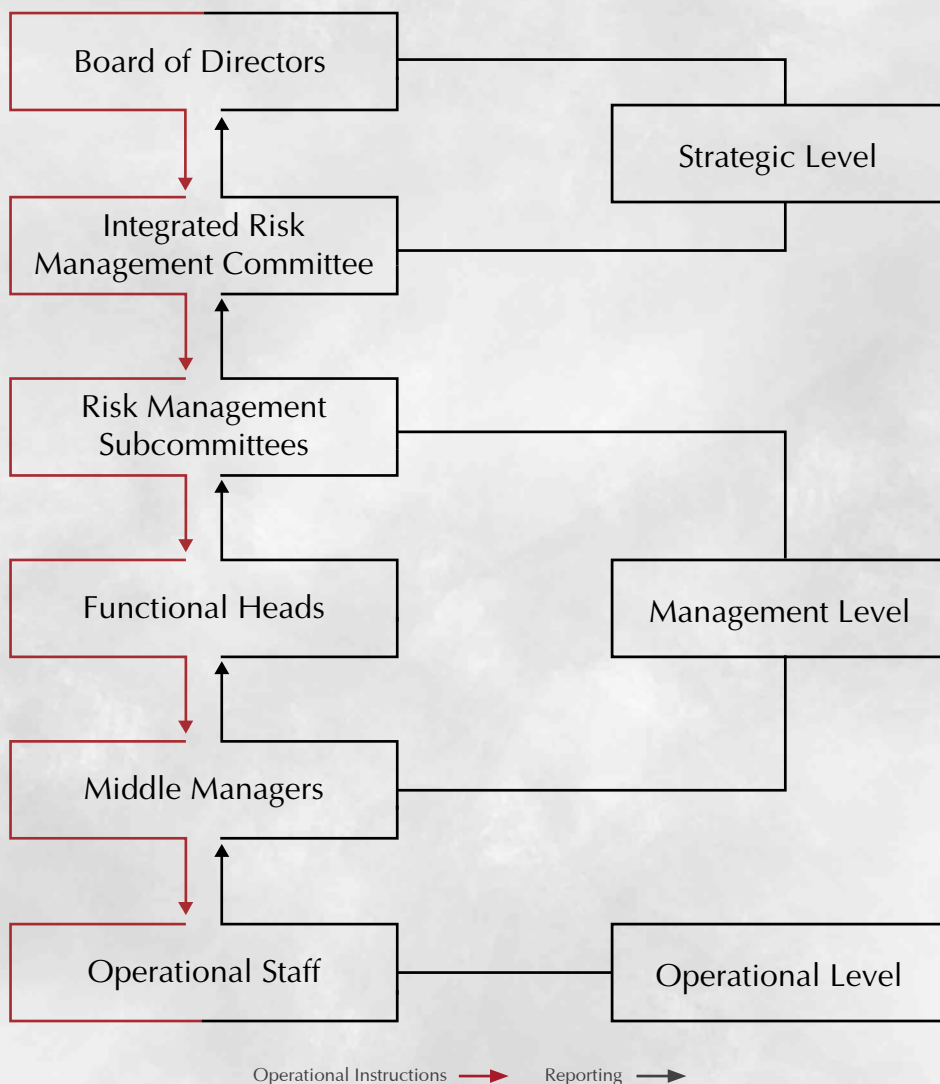 Board of Directors
Strategic Level
Integrated Risk
Management Committee
Risk Management
Subcommittees
Functional Heads
Management Level
Middle Managers
Operational Staff
Operational Level
Operational Instructions
Reporting